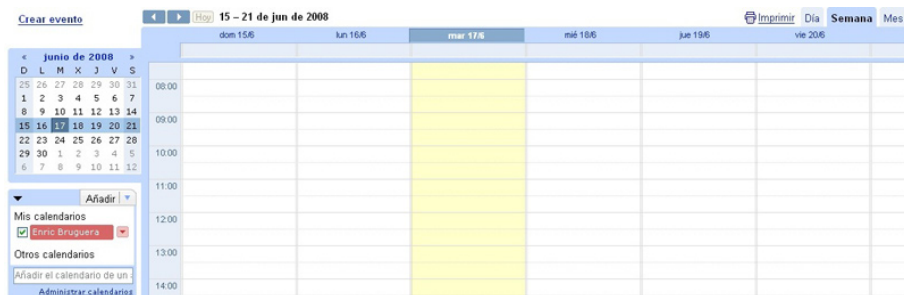 Crear evento
Hoy 15 – 21 de jun de 2008
Imprimir Día Semana Mes
dom 15/6 lun 16/6 mar 17/6 mié 18/6 jue 19/6 vie 20/6
« junio de 2008 »
D L M X J V S
25 26 27 28 29 30 31
1 2 3 4 5 6 7
8 9 10 11 12 13 14
15 16 17 18 19 20 21
22 23 24 25 26 27 28
29 30 1 2 3 4 5
6 7 8 9 10 11 12
Añadir
Mis calendarios
Enric Bruguera
Otros calendarios
Añadir el calendario de un
Administrar calendarios
08:00
09:00
10:00
11:00
12:00
13:00
14:00